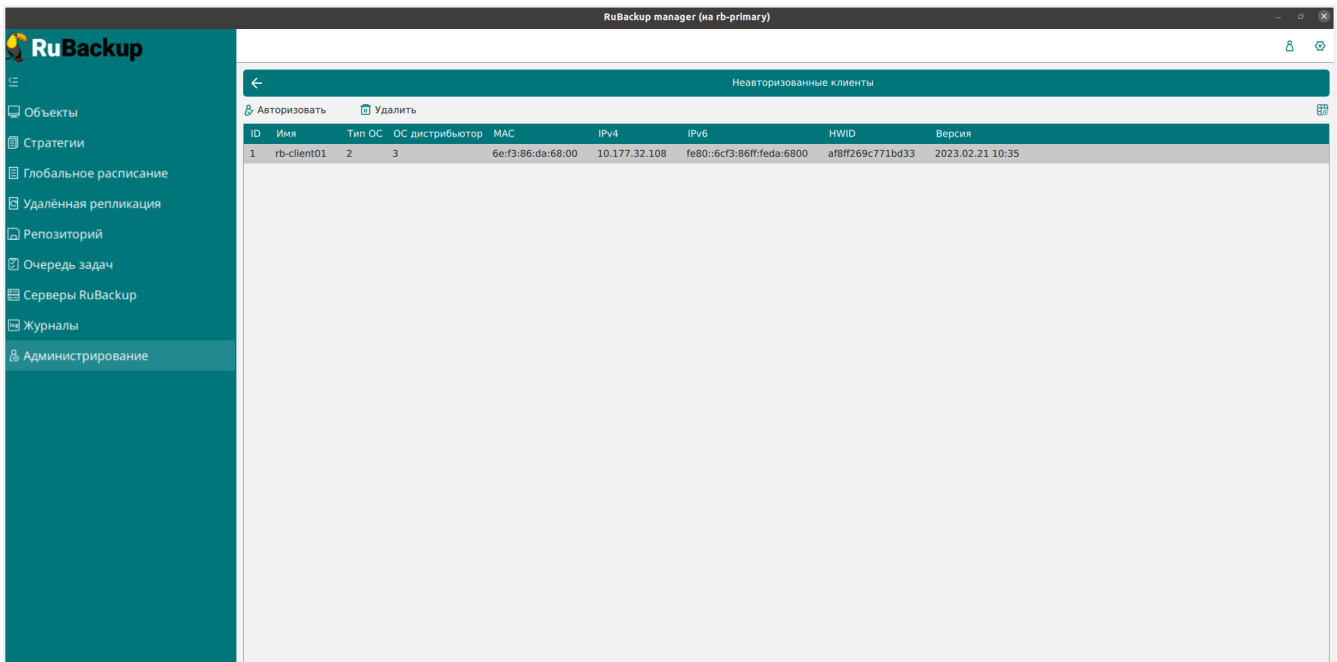 RuBackup manager (на rb-primary)
RuBackup
Неавторизованные клиенты
Объекты
Стратегии
Глобальное расписание
Удалённая репликация
Репозиторий
Очередь задач
Серверы RuBackup
Журналы
Администрирование
Авторизовать Удалить
ID Имя Тип ОС ОС дистрибьютор MAC IPv4 IPv6 HWID Версия
1 rb-client01 2 3 6e:f3:86:da:68:00 10.177.32.108 fe80::6cf3:86ff:feda:6800 af8ff269c771bd33 2023.02.21 10:35